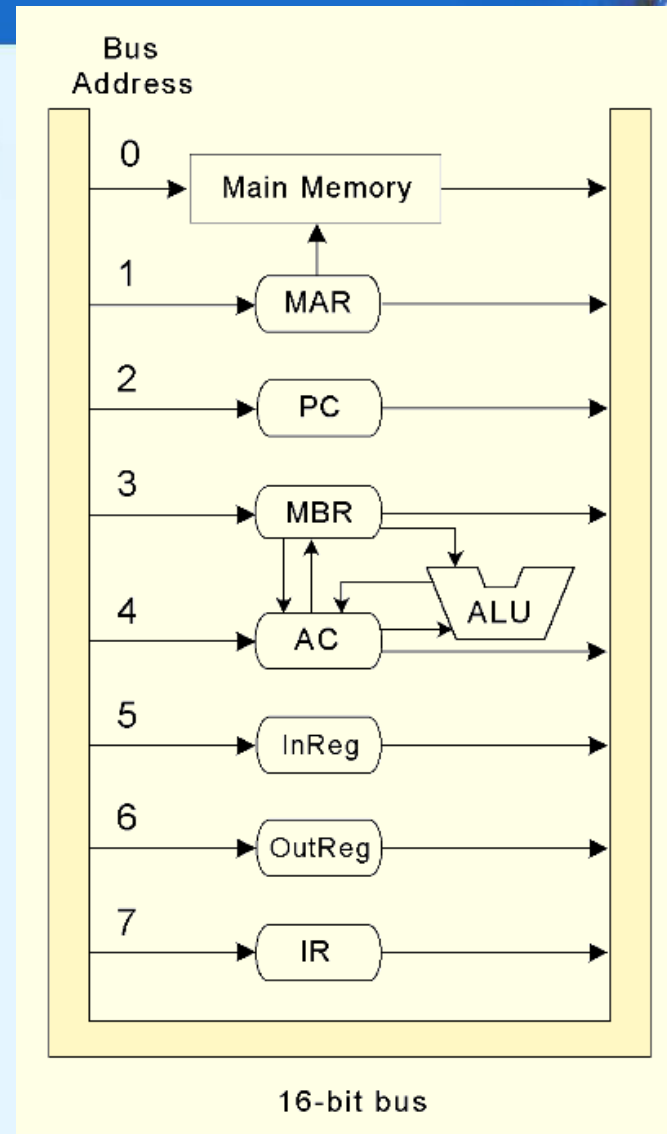 Bus
Address
0
Main Memory
1
MAR
2
PC
3
MBR
4
AC
ALU
5
InReg
6
OutReg
7
IR
16-bit bus